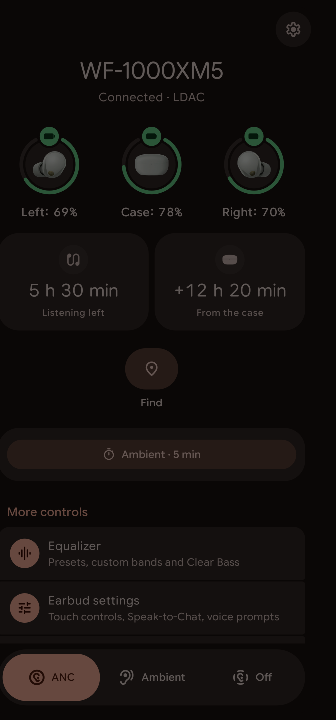 WF-1000XM5
Connected · LDAC
Left: 69%
Case: 78%
Right: 70%
5 h 30 min
Listening left
+12 h 20 min
From the case
Find
Ambient · 5 min
More controls
Equalizer
Presets, custom bands and Clear Bass
Earbud settings
Touch controls, Speak-to-Chat, voice prompts
ANC
Ambient
Off